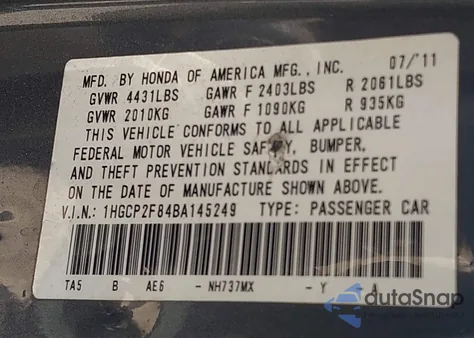 MFD. BY HONDA OF AMERICA MFG., INC. 07/'11
GVWR 4431LBS GAWR F 2403LBS R 2061LBS
GVWR 2010KG GAWR F 1090KG R 935KG
THIS VEHICLE CONFORMS TO ALL APPLICABLE
FEDERAL MOTOR VEHICLE SAFETY, BUMPER,
AND THEFT PREVENTION STANDARDS IN EFFECT
ON THE DATE OF MANUFACTURE SHOWN ABOVE.
V.I.N.: 1HGCP2F84BA145249 TYPE: PASSENGER CAR
TA5 B AE6 - NH737MX - Y - A
dutaSnap